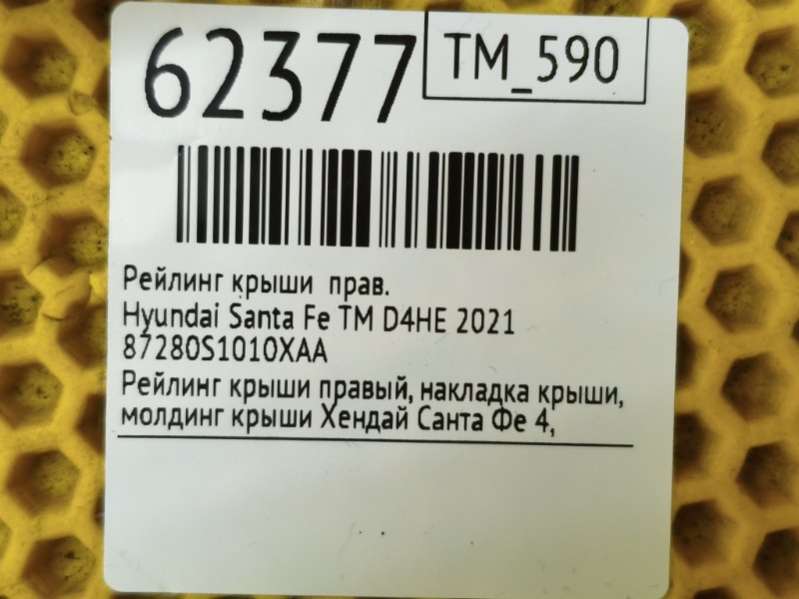 62377
TM_590
Рейлинг крыши прав.
Hyundai Santa Fe TM D4HE 2021
87280S1010XAA
Рейлинг крыши правый, накладка крыши,
молдинг крыши Хендай Санта Фе 4,